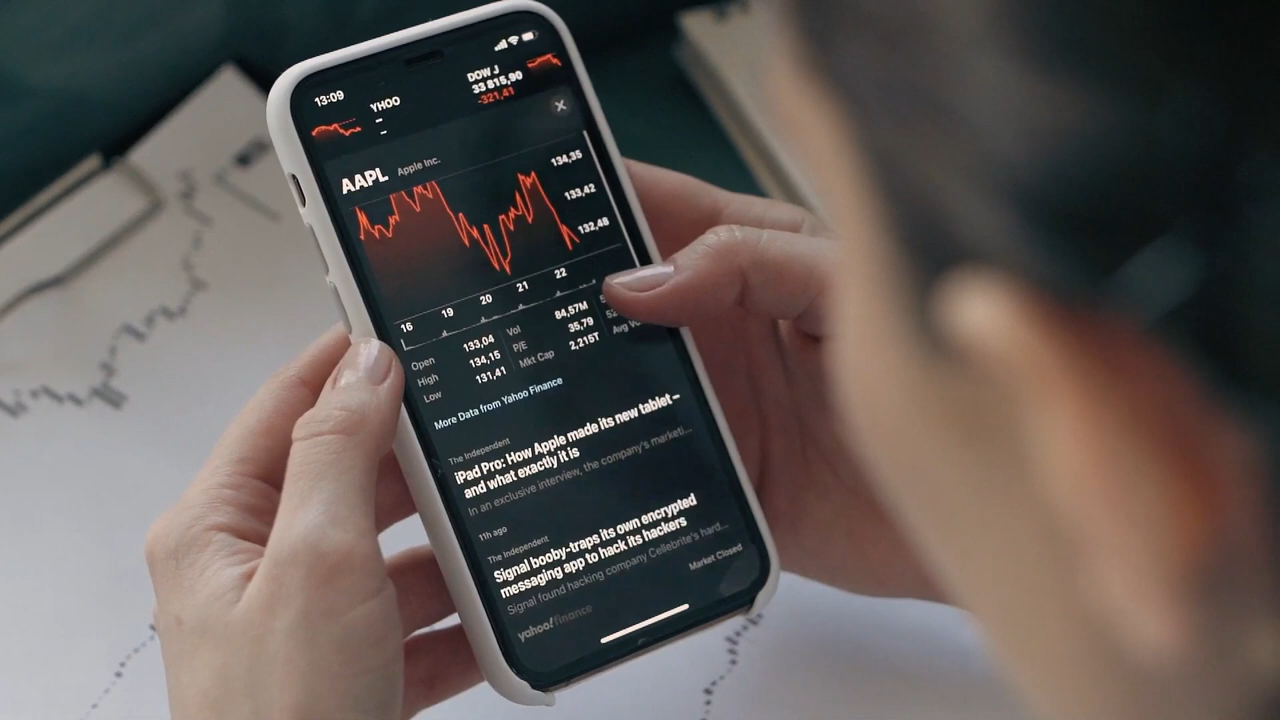 13:09
YHOO
-
-
DOW J
33 815,90
-321,41
AAPL Apple Inc.
134,35
133,42
132,48
16 19 20 21 22
Open 133,04
High 134,15
Low 131,41
Vol 84,57M
P/E 35,79
Mkt Cap 2,215T
Avg
More Data from Yahoo Finance
The Independent
iPad Pro: How Apple made its new tablet –
and what exactly it is
In an exclusive interview, the company's marketi...
11h ago
The Independent
Signal booby-traps its own encrypted
messaging app to hack its hackers
Signal found hacking company Cellebrite's hard...
yahoo!finance
Market Closed